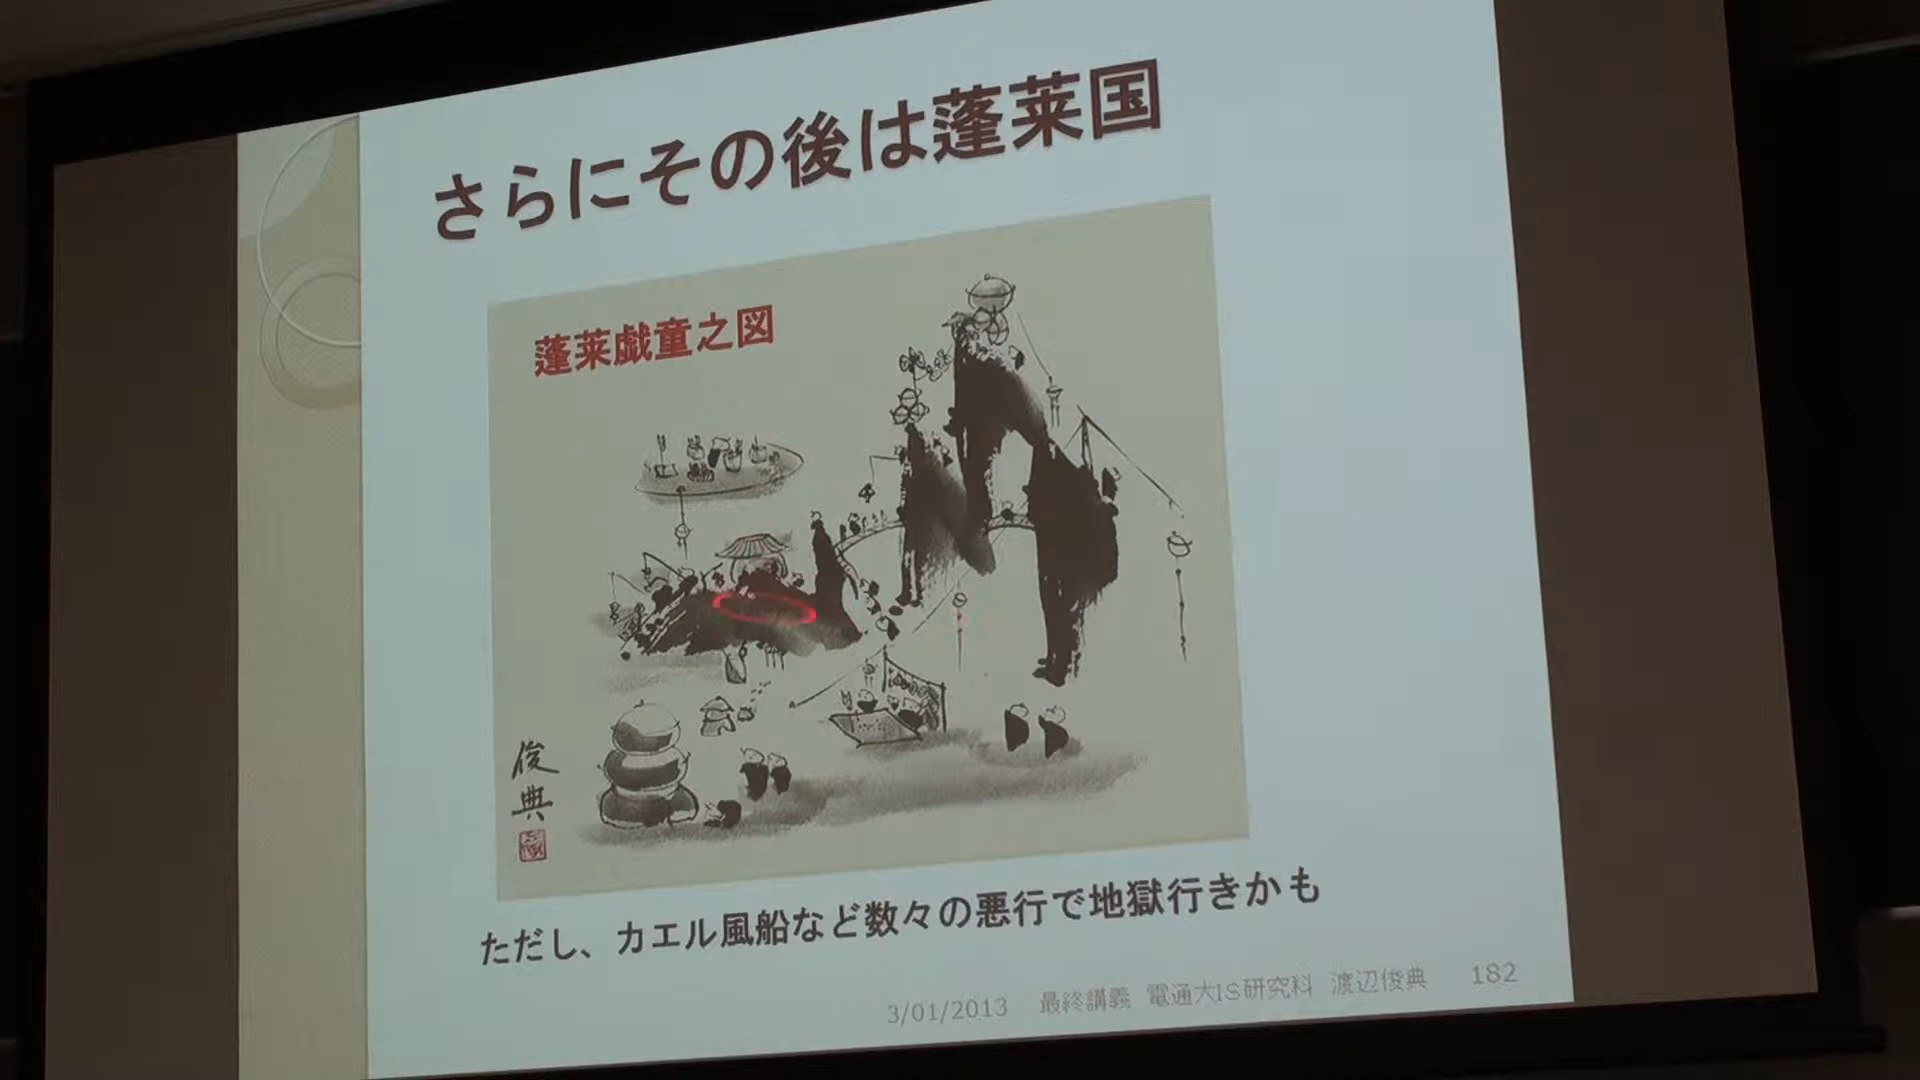 さらにその後は蓬莱国
蓬莱戯童之図
俊典
ただし、カエル風船など数々の悪行で地獄行きかも
3/01/2013 最終講義 電通大IS研究科 渡辺俊典 182